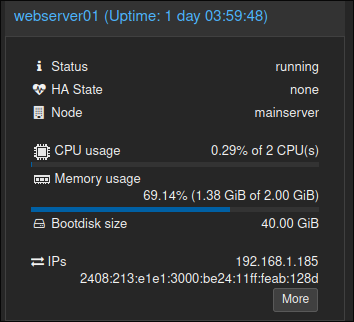 webserver01 (Uptime: 1 day 03:59:48)
Status running
HA State none
Node mainserver
CPU usage 0.29% of 2 CPU(s)
Memory usage
69.14% (1.38 GiB of 2.00 GiB)
Bootdisk size 40.00 GiB
IPs 192.168.1.185
2408:213:e1e1:3000:be24:11ff:feab:128d
More